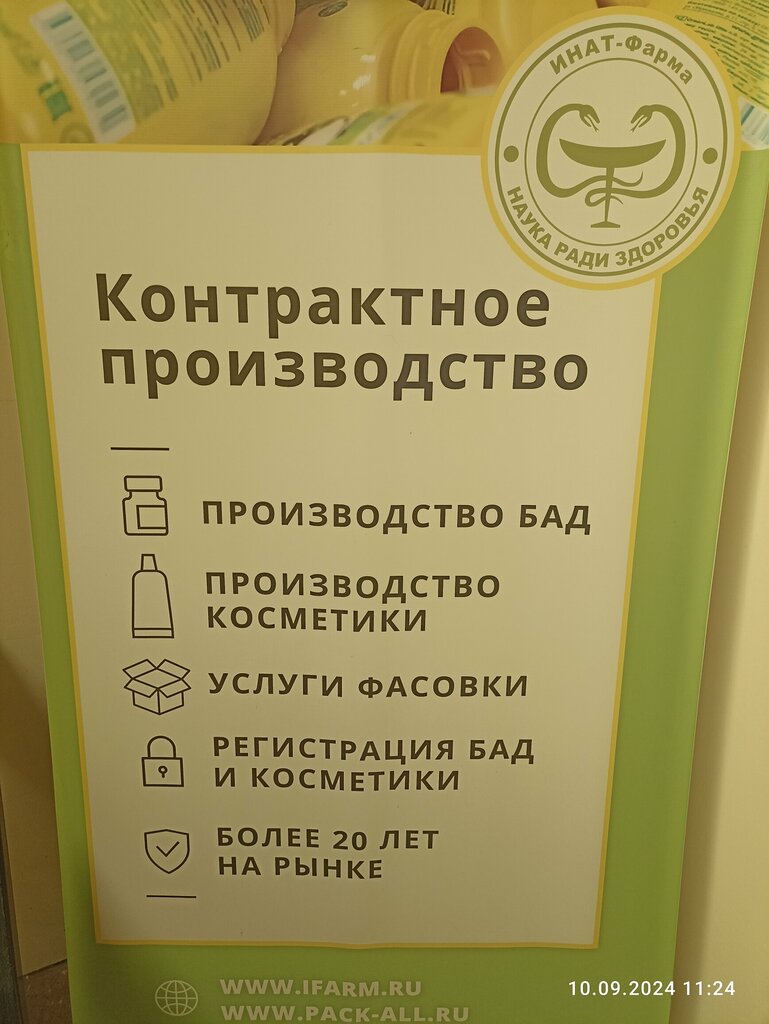 ИНАТ-Фарма
НАУКА РАДИ ЗДОРОВЬЯ
Контрактное
производство
ПРОИЗВОДСТВО БАД
ПРОИЗВОДСТВО
КОСМЕТИКИ
УСЛУГИ ФАСОВКИ
РЕГИСТРАЦИЯ БАД
И КОСМЕТИКИ
БОЛЕЕ 20 ЛЕТ
НА РЫНКЕ
WWW.IFARM.RU
WWW.PACK-ALL.RU
10.09.2024 11:24